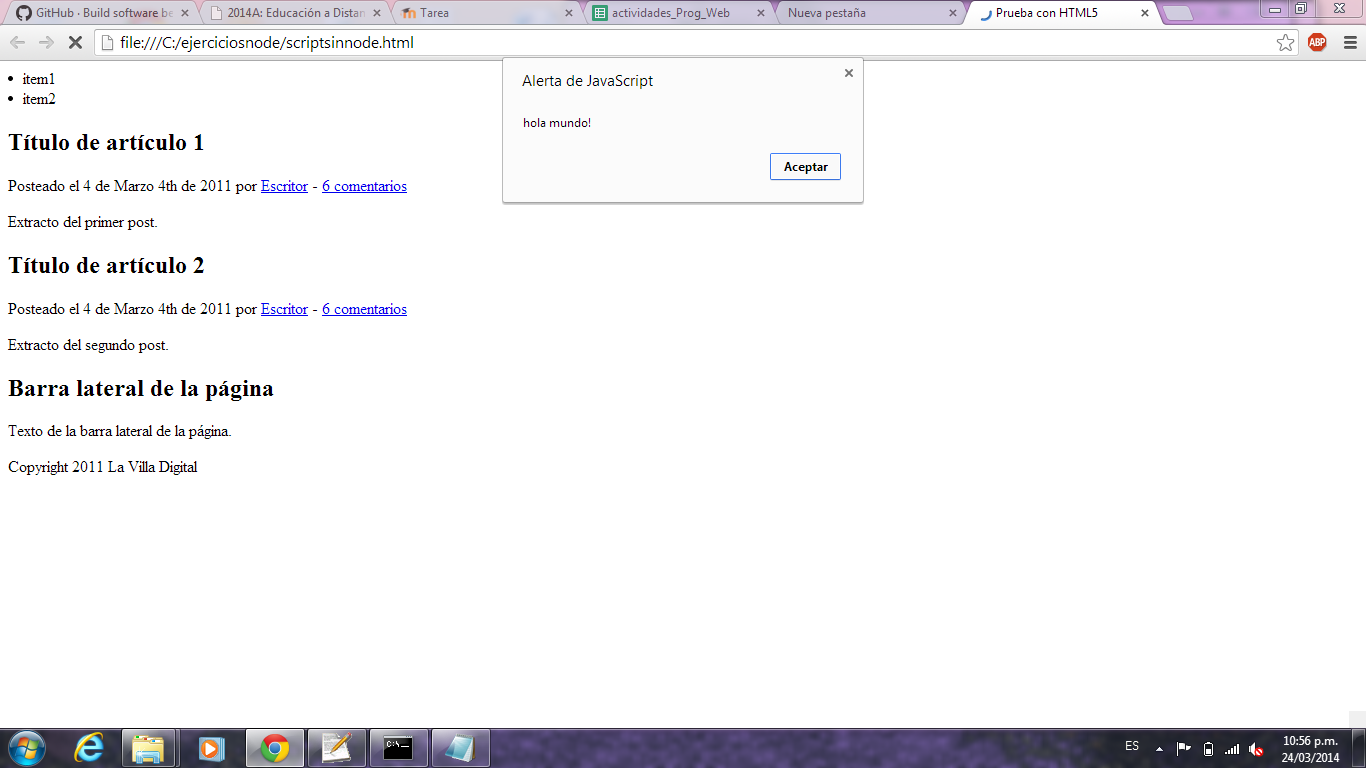 GitHub · Build software be
2014A: Educación a Distan
Tarea
actividades_Prog_Web
Nueva pestaña
Prueba con HTML5
file:///C:/ejerciciosnode/scriptsinnode.html
ABP
item1
item2
Alerta de JavaScript
hola mundo!
Aceptar
Título de artículo 1
Posteado el 4 de Marzo 4th de 2011 por Escritor - 6 comentarios
Extracto del primer post.
Título de artículo 2
Posteado el 4 de Marzo 4th de 2011 por Escritor - 6 comentarios
Extracto del segundo post.
Barra lateral de la página
Texto de la barra lateral de la página.
Copyright 2011 La Villa Digital
C:\_
ES
10:56 p.m.
24/03/2014